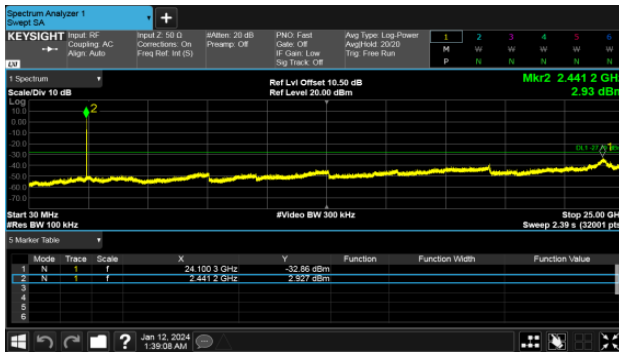 Spectrum Analyzer 1
Swept SA
+
KEYSIGHT Input: RF Input Z: 50 Ω #Atten: 20 dB PNO: Fast Avg Type: Log-Power 1 2 3 4 5 6
Coupling: AC Corrections: On Preamp: Off Gate: Off Avg|Hold: 20/20 M W W W W W
Align: Auto Freq Ref: Int (S) IF Gain: Low Trig: Free Run
Sig Track: Off P N N N N N
LXI
1 Spectrum Ref Lvl Offset 10.50 dB Mkr2 2.441 2 GHz
Scale/Div 10 dB Ref Level 20.00 dBm 2.93 dBm
Log
2
10.0
0.00
-10.0
-20.0
DL1
1
-30.0
-40.0
-50.0
-60.0
-70.0
Start 30 MHz #Video BW 300 kHz Stop 25.00 GHz
#Res BW 100 kHz Sweep 2.39 s (32001 pts
5 Marker Table
Mode Trace Scale X Y Function Function Width Function Value
1 N 1 f 24.100 3 GHz -32.86 dBm
2 N 1 f 2.441 2 GHz 2.927 dBm
3
4
5
6
? Jan 12, 2024
1:39:08 AM